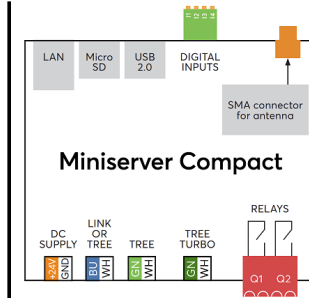 I1 I2 I3 I4
LAN
Micro
SD
USB
2.0
DIGITAL
INPUTS
SMA connector
for antenna
Miniserver Compact
RELAYS
DC
SUPPLY
LINK
OR
TREE
TREE
TREE
TURBO
+24V GND
BU WH
GN WH
GN WH
Q1 Q2